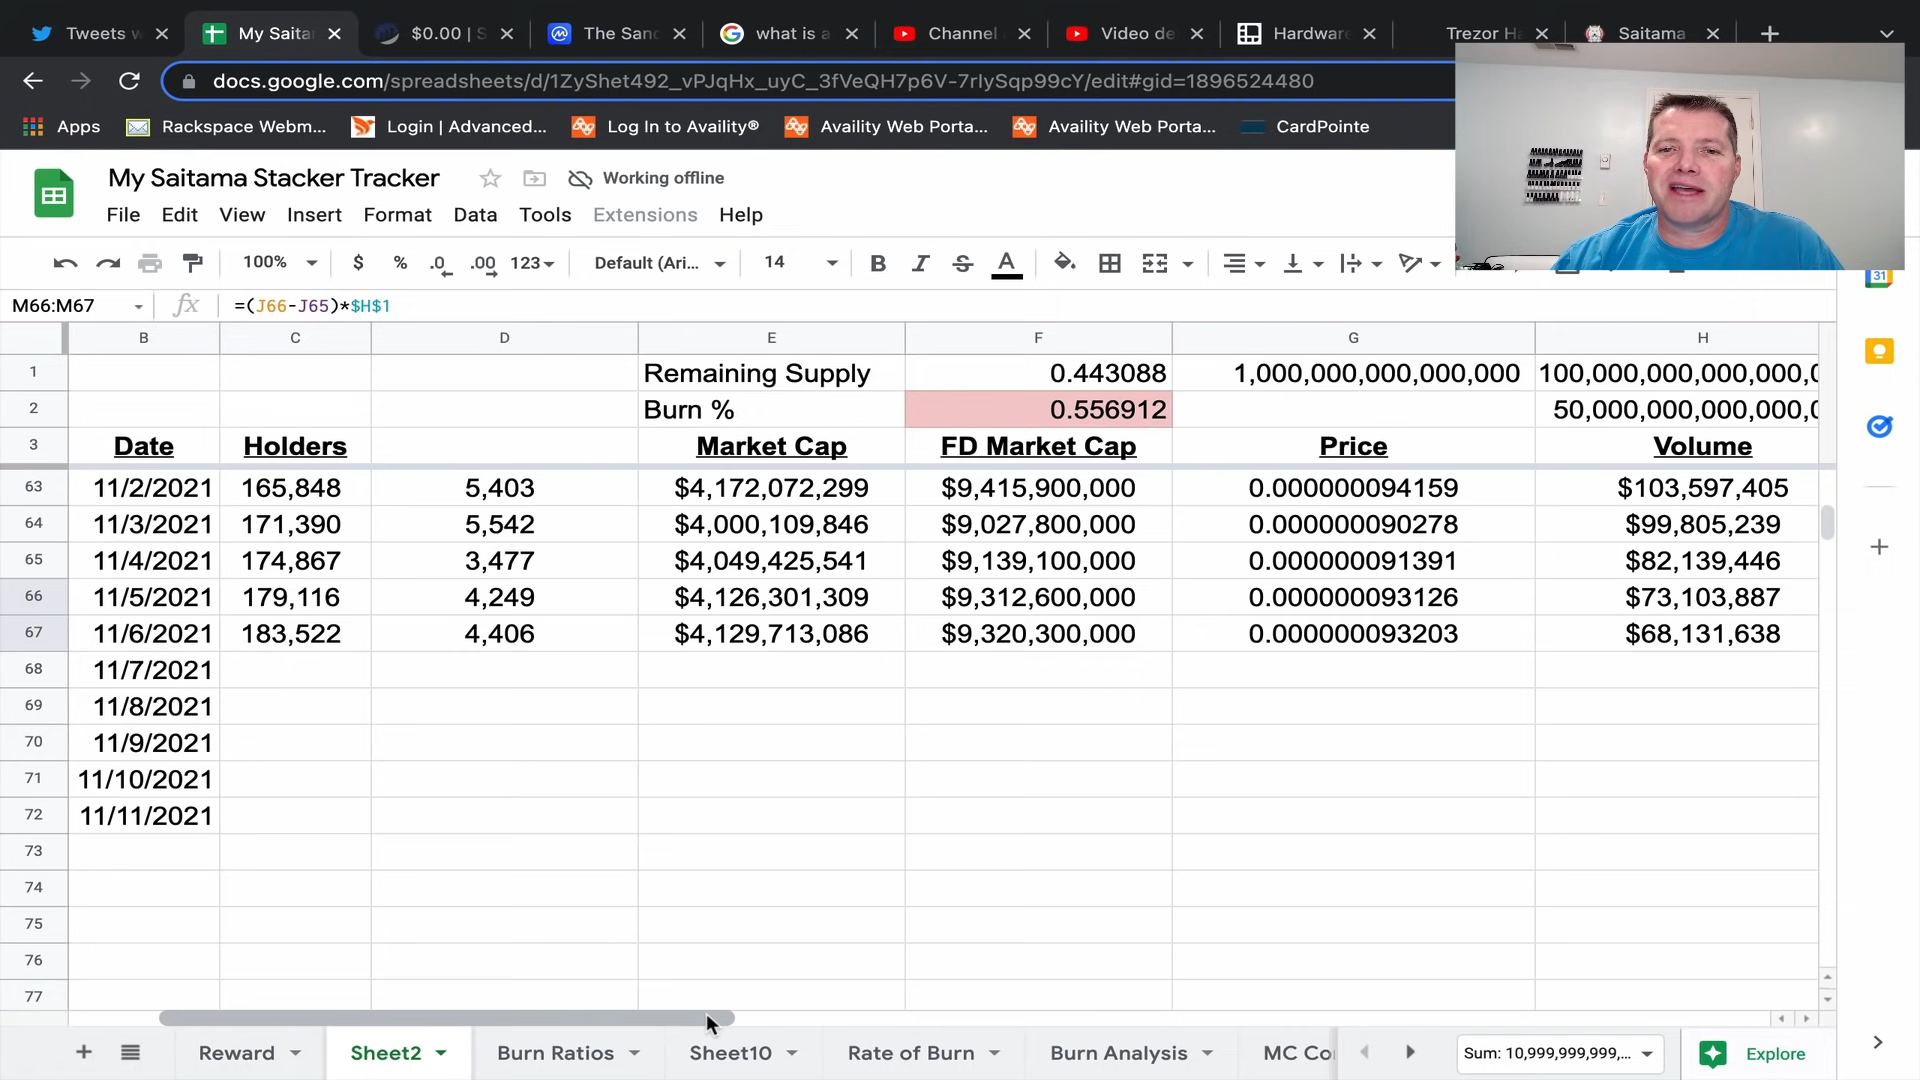 Tweets w
My Saita
$0.00 | S
The San
what is a
Channel
Video de
Hardware
Trezor H
Saitama
docs.google.com/spreadsheets/d/1ZyShet492_vPJqHx_uyC_3fVeQH7p6V-7rIySqp99cY/edit#gid=1896524480
Apps Rackspace Webm... Login | Advanced... Log In to Availity® Availity Web Porta... Availity Web Porta... CardPointe
My Saitama Stacker Tracker Working offline
File Edit View Insert Format Data Tools Extensions Help
100% $ % .0 .00 123 Default (Ari... 14 B I S A
31
M66:M67 fx =(J66-J65)*$H$1
B C D E F G H
1 Remaining Supply 0.443088 1,000,000,000,000,000 100,000,000,000,000,0
2 Burn % 0.556912 50,000,000,000,000,0
3 Date Holders Market Cap FD Market Cap Price Volume
63 11/2/2021 165,848 5,403 $4,172,072,299 $9,415,900,000 0.000000094159 $103,597,405
64 11/3/2021 171,390 5,542 $4,000,109,846 $9,027,800,000 0.000000090278 $99,805,239
65 11/4/2021 174,867 3,477 $4,049,425,541 $9,139,100,000 0.000000091391 $82,139,446
66 11/5/2021 179,116 4,249 $4,126,301,309 $9,312,600,000 0.000000093126 $73,103,887
67 11/6/2021 183,522 4,406 $4,129,713,086 $9,320,300,000 0.000000093203 $68,131,638
68 11/7/2021
69 11/8/2021
70 11/9/2021
71 11/10/2021
72 11/11/2021
73
74
75
76
77
Reward Sheet2 Burn Ratios Sheet10 Rate of Burn Burn Analysis MC Co Sum: 10,999,999,999,... Explore